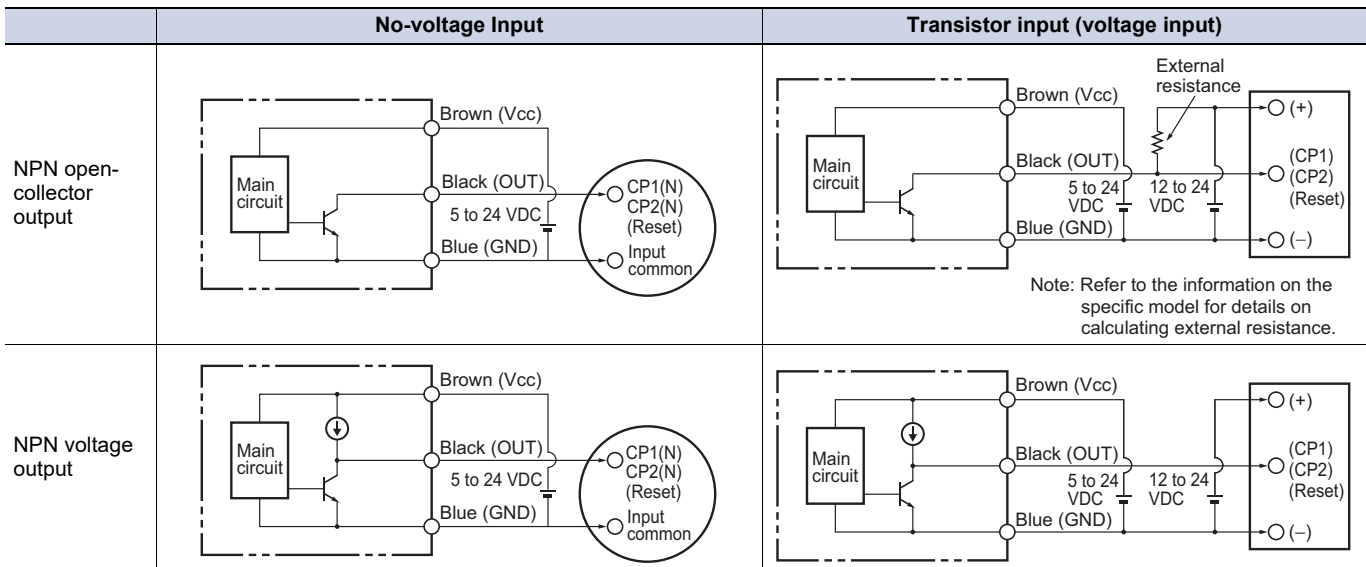 No-voltage Input
Transistor input (voltage input)
NPN open-
collector
output
Main
circuit
Brown (Vcc)
Black (OUT)
5 to 24 VDC
Blue (GND)
CP1(N)
CP2(N)
(Reset)
Input
common
External
resistance
Main
circuit
Brown (Vcc)
Black (OUT)
5 to 24
VDC
12 to 24
VDC
Blue (GND)
(+)
(CP1)
(CP2)
(Reset)
(−)
Note: Refer to the information on the
specific model for details on
calculating external resistance.
NPN voltage
output
Main
circuit
Brown (Vcc)
Black (OUT)
5 to 24 VDC
Blue (GND)
CP1(N)
CP2(N)
(Reset)
Input
common
Main
circuit
Brown (Vcc)
Black (OUT)
5 to 24
VDC
12 to 24
VDC
Blue (GND)
(+)
(CP1)
(CP2)
(Reset)
(−)